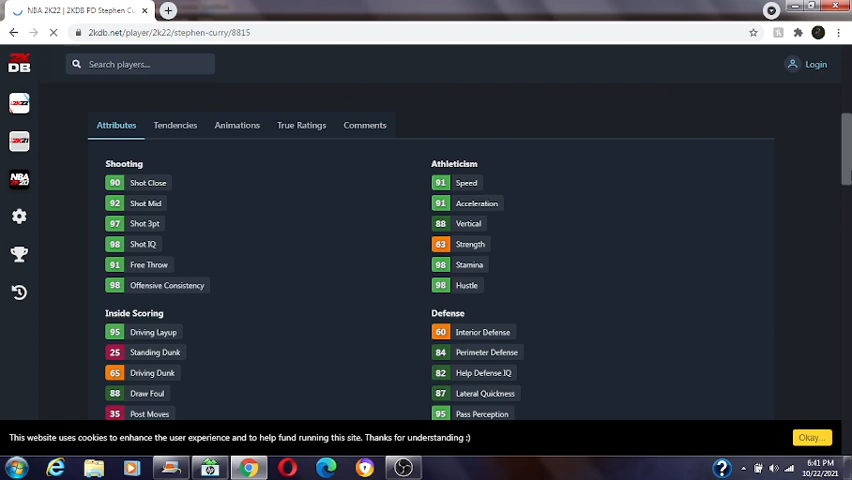 NBA 2K22 | 2KDB PD Stephen Cu
2kdb.net/player/2k22/stephen-curry/8815
2K
DB
Search players...
Login
2K22
2K21
NBA
2K20
Attributes Tendencies Animations True Ratings Comments
Shooting
90 Shot Close
92 Shot Mid
97 Shot 3pt
98 Shot IQ
91 Free Throw
98 Offensive Consistency
Athleticism
91 Speed
91 Acceleration
88 Vertical
63 Strength
98 Stamina
98 Hustle
Inside Scoring
95 Driving Layup
25 Standing Dunk
65 Driving Dunk
88 Draw Foul
35 Post Moves
Defense
60 Interior Defense
84 Perimeter Defense
82 Help Defense IQ
87 Lateral Quickness
95 Pass Perception
This website uses cookies to enhance the user experience and to help fund running this site. Thanks for understanding :)
Okay...
6:41 PM
10/22/2021